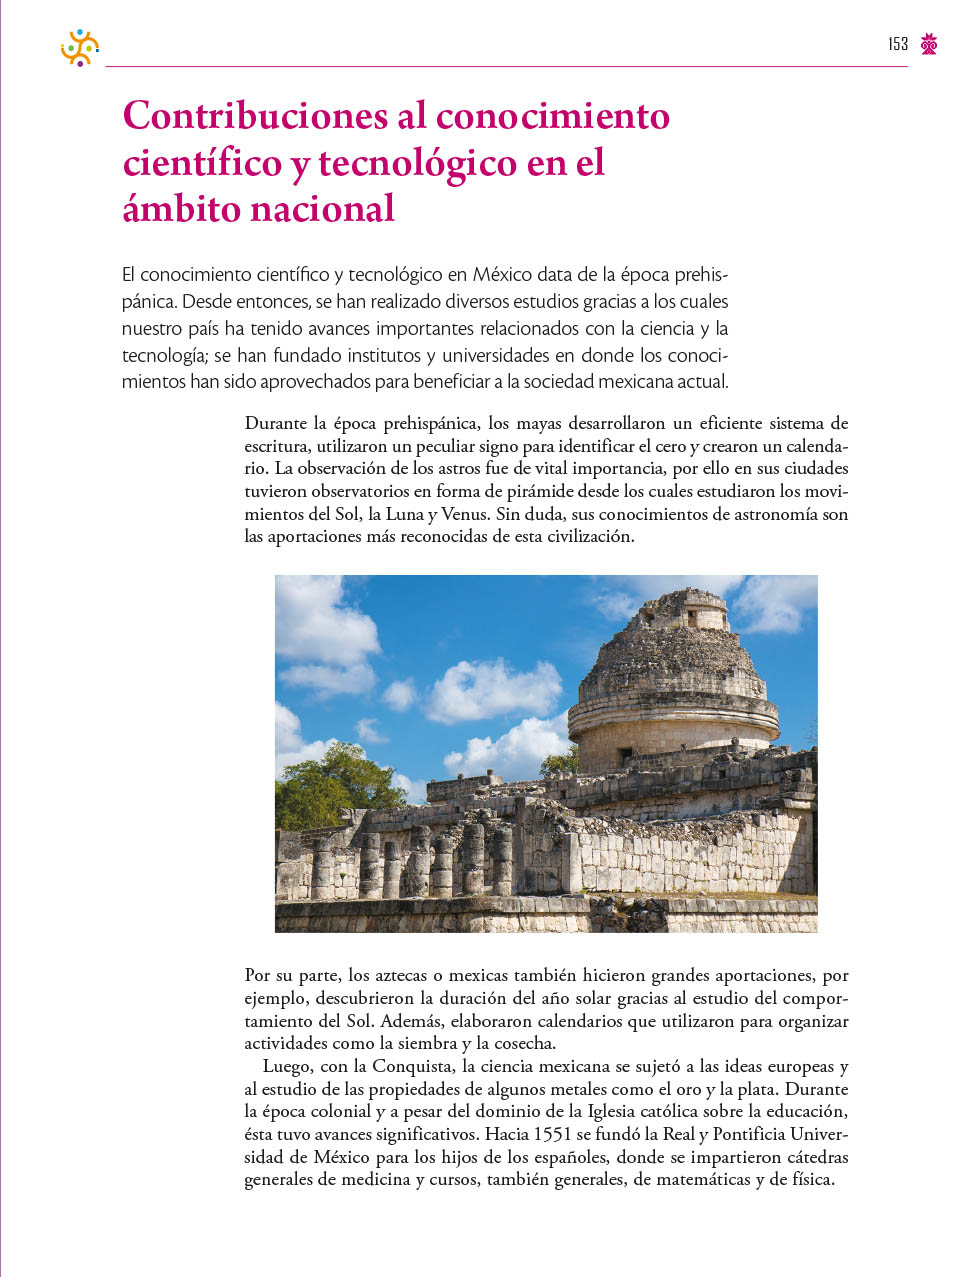 153
Contribuciones al conocimiento
científico y tecnológico en el
ámbito nacional
El conocimiento científico y tecnológico en México data de la época prehis-
pánica. Desde entonces, se han realizado diversos estudios gracias a los cuales
nuestro país ha tenido avances importantes relacionados con la ciencia y la
tecnología; se han fundado institutos y universidades en donde los conoci-
mientos han sido aprovechados para beneficiar a la sociedad mexicana actual.
Durante la época prehispánica, los mayas desarrollaron un eficiente sistema de
escritura, utilizaron un peculiar signo para identificar el cero y crearon un calenda-
rio. La observación de los astros fue de vital importancia, por ello en sus ciudades
tuvieron observatorios en forma de pirámide desde los cuales estudiaron los movi-
mientos del Sol, la Luna y Venus. Sin duda, sus conocimientos de astronomía son
las aportaciones más reconocidas de esta civilización.
Por su parte, los aztecas o mexicas también hicieron grandes aportaciones, por
ejemplo, descubrieron la duración del año solar gracias al estudio del compor-
tamiento del Sol. Además, elaboraron calendarios que utilizaron para organizar
actividades como la siembra y la cosecha.
Luego, con la Conquista, la ciencia mexicana se sujetó a las ideas europeas y
al estudio de las propiedades de algunos metales como el oro y la plata. Durante
la época colonial y a pesar del dominio de la Iglesia católica sobre la educación,
ésta tuvo avances significativos. Hacia 1551 se fundó la Real y Pontificia Univer-
sidad de México para los hijos de los españoles, donde se impartieron cátedras
generales de medicina y cursos, también generales, de matemáticas y de física.